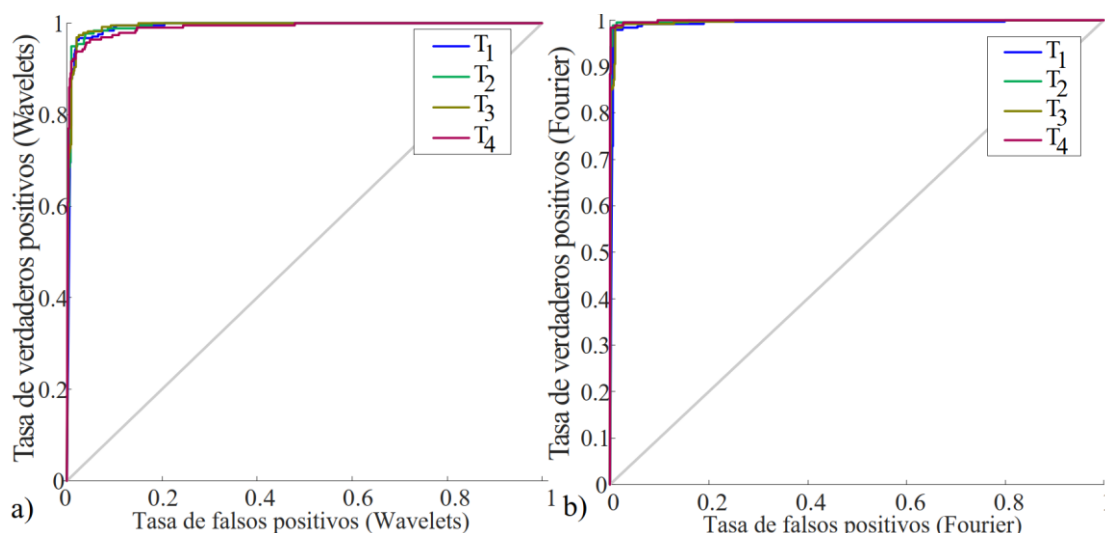 Tasa de verdaderos positivos (Wavelets)
1
0.8
0.6
0.4
0.2
0
T1
T2
T3
T4
0 0.2 0.4 0.6 0.8 1
Tasa de falsos positivos (Wavelets)
a)
Tasa de verdaderos positivos (Fourier)
1
0.9
0.8
0.7
0.6
0.5
0.4
0.3
0.2
0.1
0
T1
T2
T3
T4
0 0.2 0.4 0.6 0.8 1
Tasa de falsos positivos (Fourier)
b)